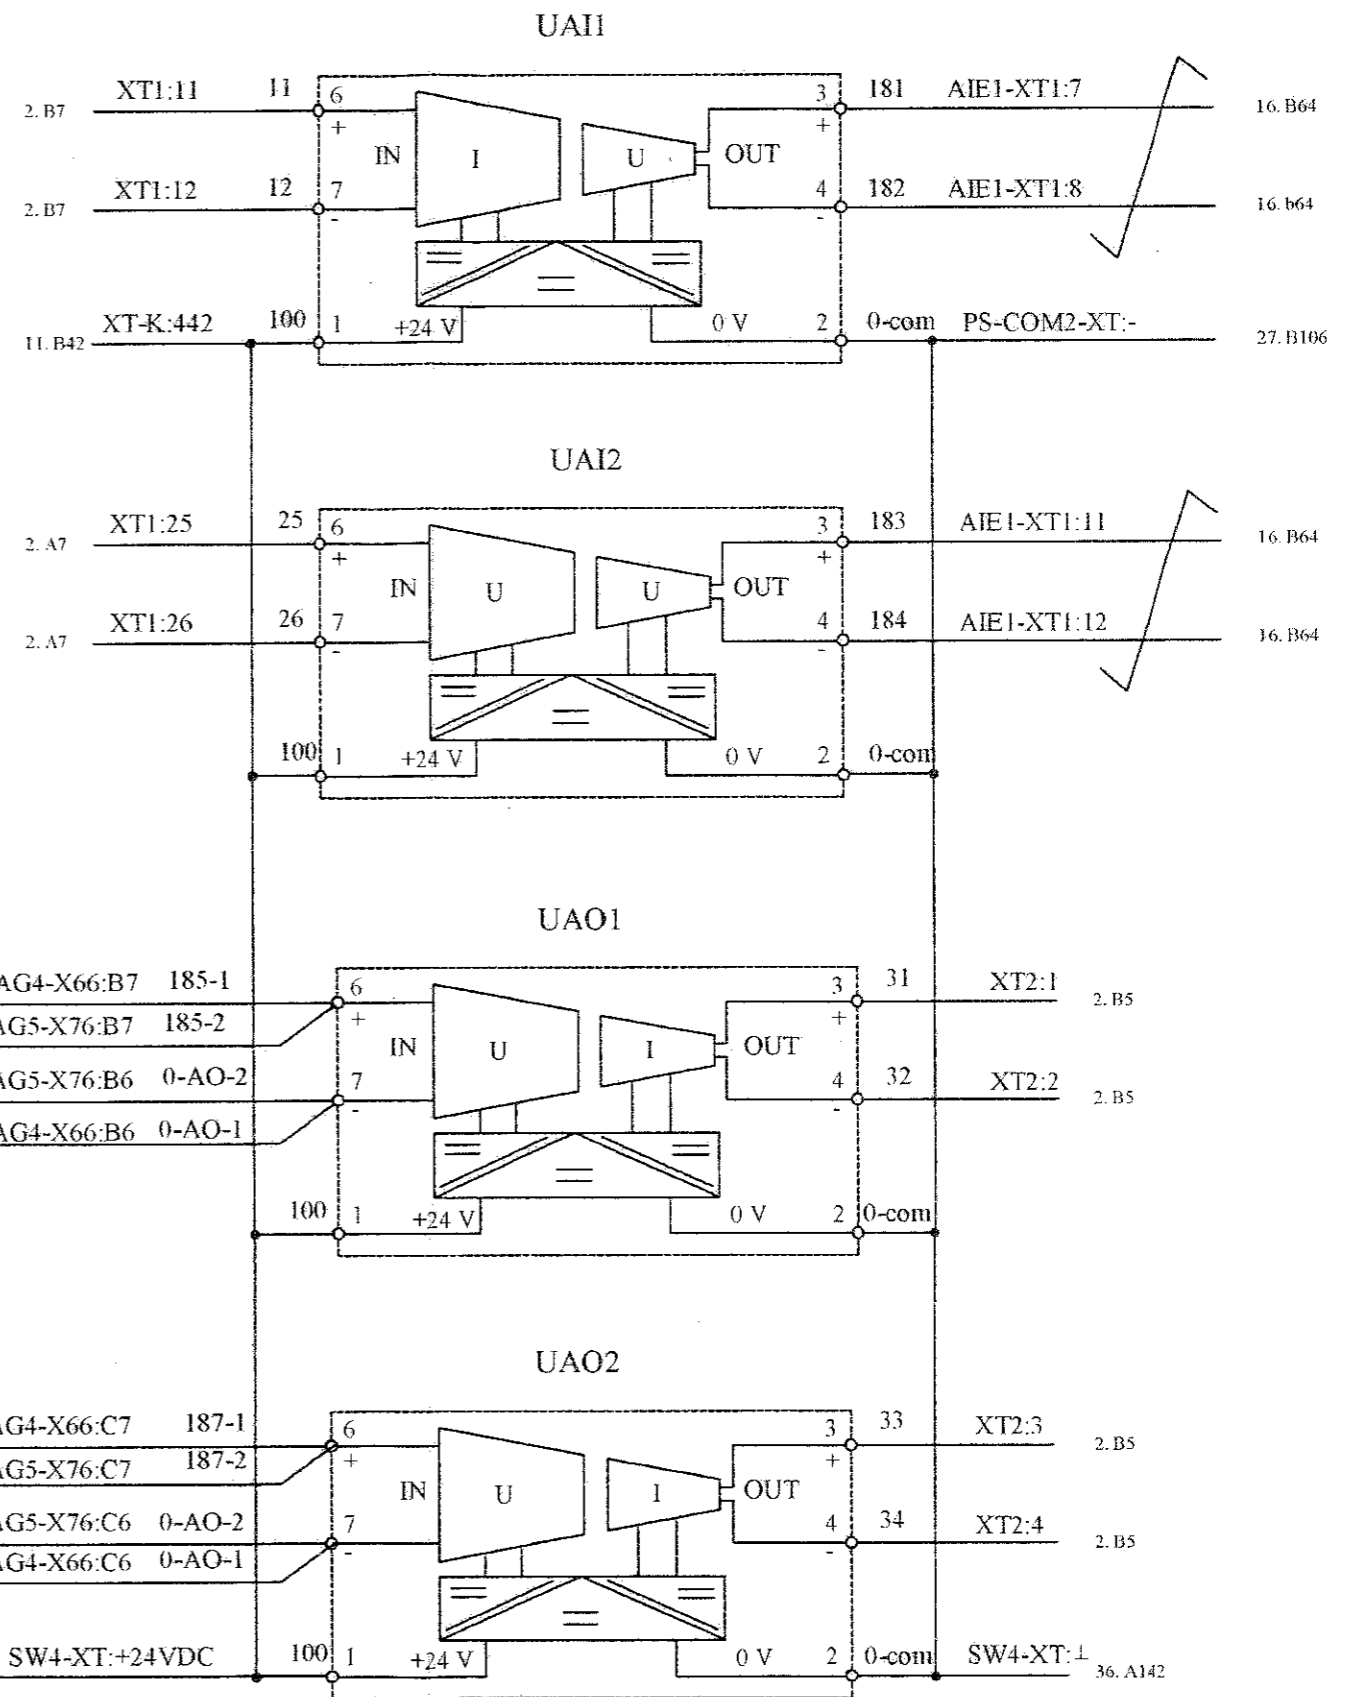 UAI1
XT1:11 11 6 3 181 AIE1-XT1:7
2. B7 + + 16. B64
IN I U OUT
XT1:12 12 7 4 182 AIE1-XT1:8
2. B7 - - 16. b64
XT-K:442 100 1 +24 V 0 V 2 0-com PS-COM2-XT:-
11. B42 27. B106
UAI2
XT1:25 25 6 3 183 AIE1-XT1:11
2. A7 + + 16. B64
IN U U OUT
XT1:26 26 7 4 184 AIE1-XT1:12
2. A7 - - 16. B64
100 1 +24 V 0 V 2 0-com
UAO1
AG4-X66:B7 185-1 6 3 31 XT2:1
+ + 2. B5
AG5-X76:B7 185-2
IN U I OUT
AG5-X76:B6 0-AO-2 7 4 32 XT2:2
- - 2. B5
AG4-X66:B6 0-AO-1
100 1 +24 V 0 V 2 0-com
UAO2
AG4-X66:C7 187-1 6 3 33 XT2:3
+ + 2. B5
AG5-X76:C7 187-2
IN U I OUT
AG5-X76:C6 0-AO-2 7 4 34 XT2:4
- - 2. B5
AG4-X66:C6 0-AO-1
SW4-XT:+24VDC 100 1 +24 V 0 V 2 0-com SW4-XT:⊥
36. A142